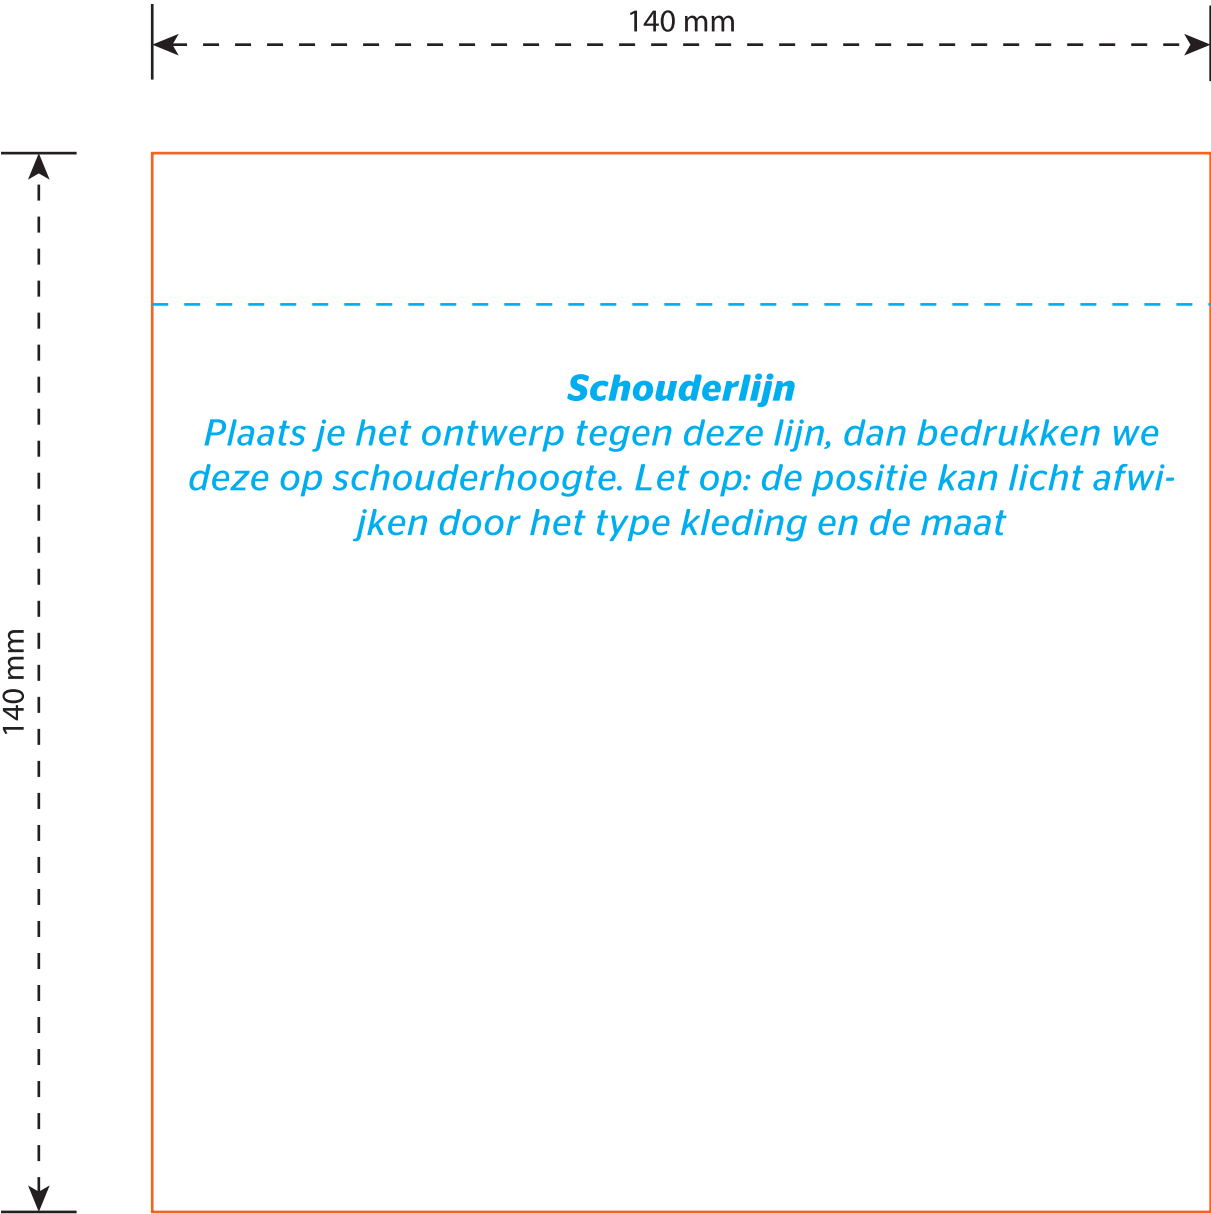 140 mm
Schouderlijn
Plaats je het ontwerp tegen deze lijn, dan bedrukken we
deze op schouderhoogte. Let op: de positie kan licht afwi-
jken door het type kleding en de maat
140 mm